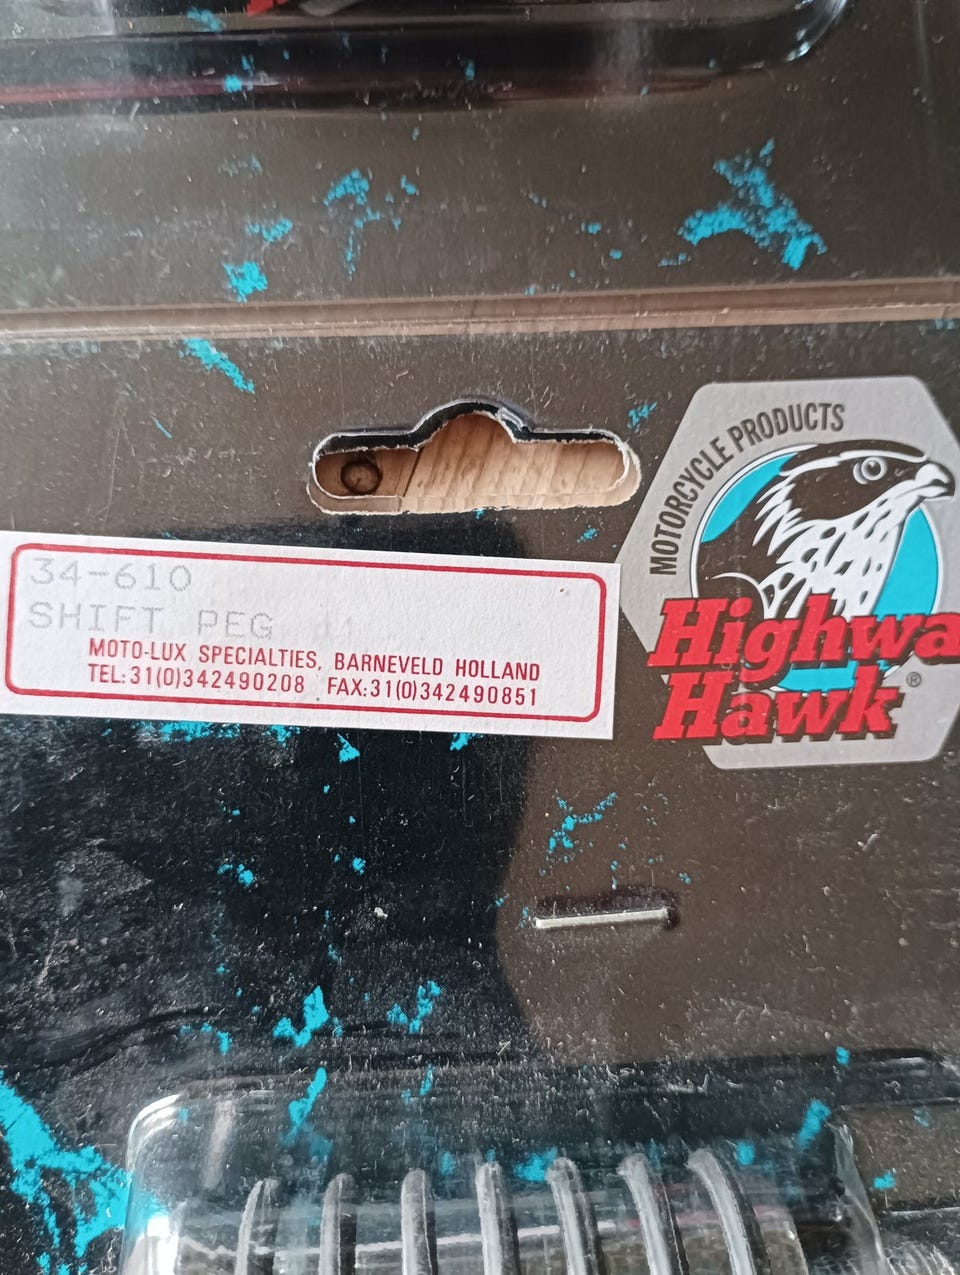 MOTORCYCLE PRODUCTS
Highwa
Hawk®
34-610
SHIFT PEG
MOTO-LUX SPECIALTIES, BARNEVELD HOLLAND
TEL:31(0)342490208 FAX:31(0)342490851